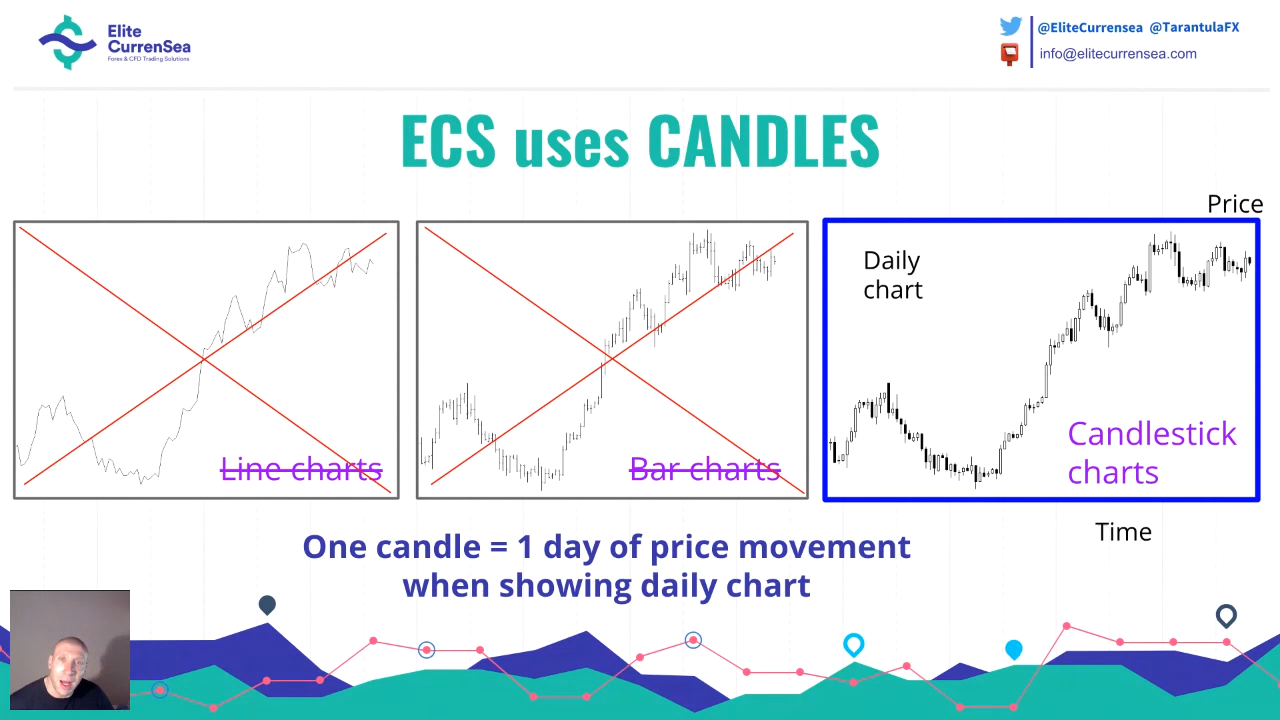 Elite
CurrenSea
Forex & CFD Trading Solutions
@EliteCurrensea @TarantulaFX
info@elitecurrensea.com
ECS uses CANDLES
Price
Daily
chart
Line charts
Bar charts
Candlestick
charts
Time
One candle = 1 day of price movement
when showing daily chart